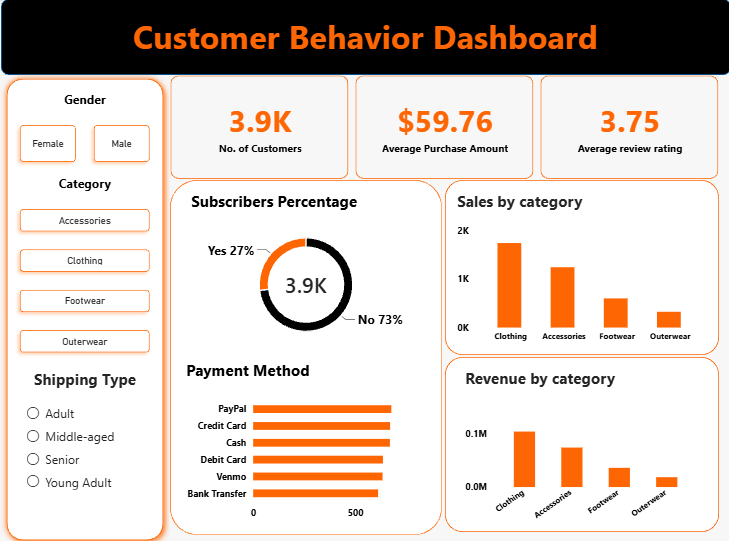 Customer Behavior Dashboard
Gender
Female Male
Category
Accessories
Clothing
Footwear
Outerwear
Shipping Type
Adult
Middle-aged
Senior
Young Adult
3.9K
No. of Customers
$59.76
Average Purchase Amount
3.75
Average review rating
Subscribers Percentage
Yes 27%
3.9K
No 73%
Payment Method
PayPal
Credit Card
Cash
Debit Card
Venmo
Bank Transfer
0 500
Sales by category
2K
1K
0K
Clothing Accessories Footwear Outerwear
Revenue by category
0.1M
0.0M
Clothing Accessories Footwear Outerwear